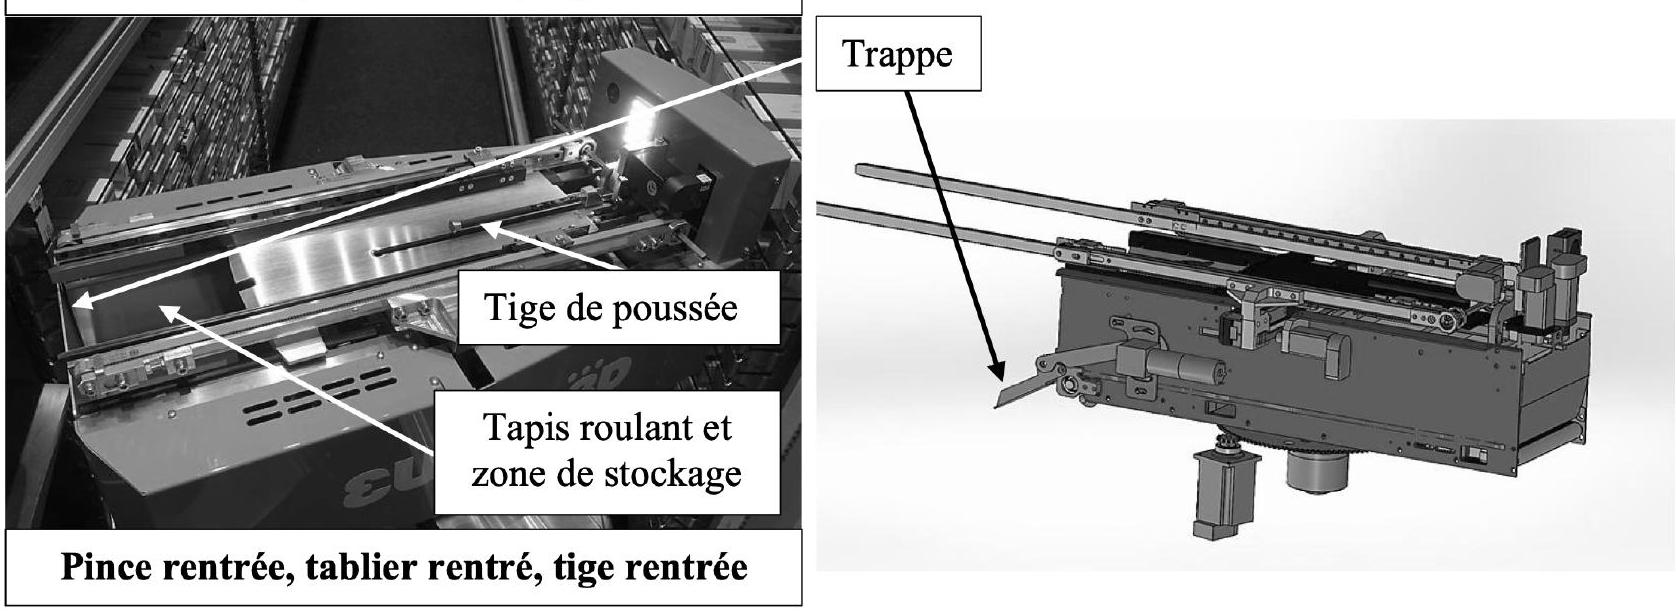 Trappe
Tige de poussée
Tapis roulant et
zone de stockage
Pince rentrée, tablier rentré, tige rentrée